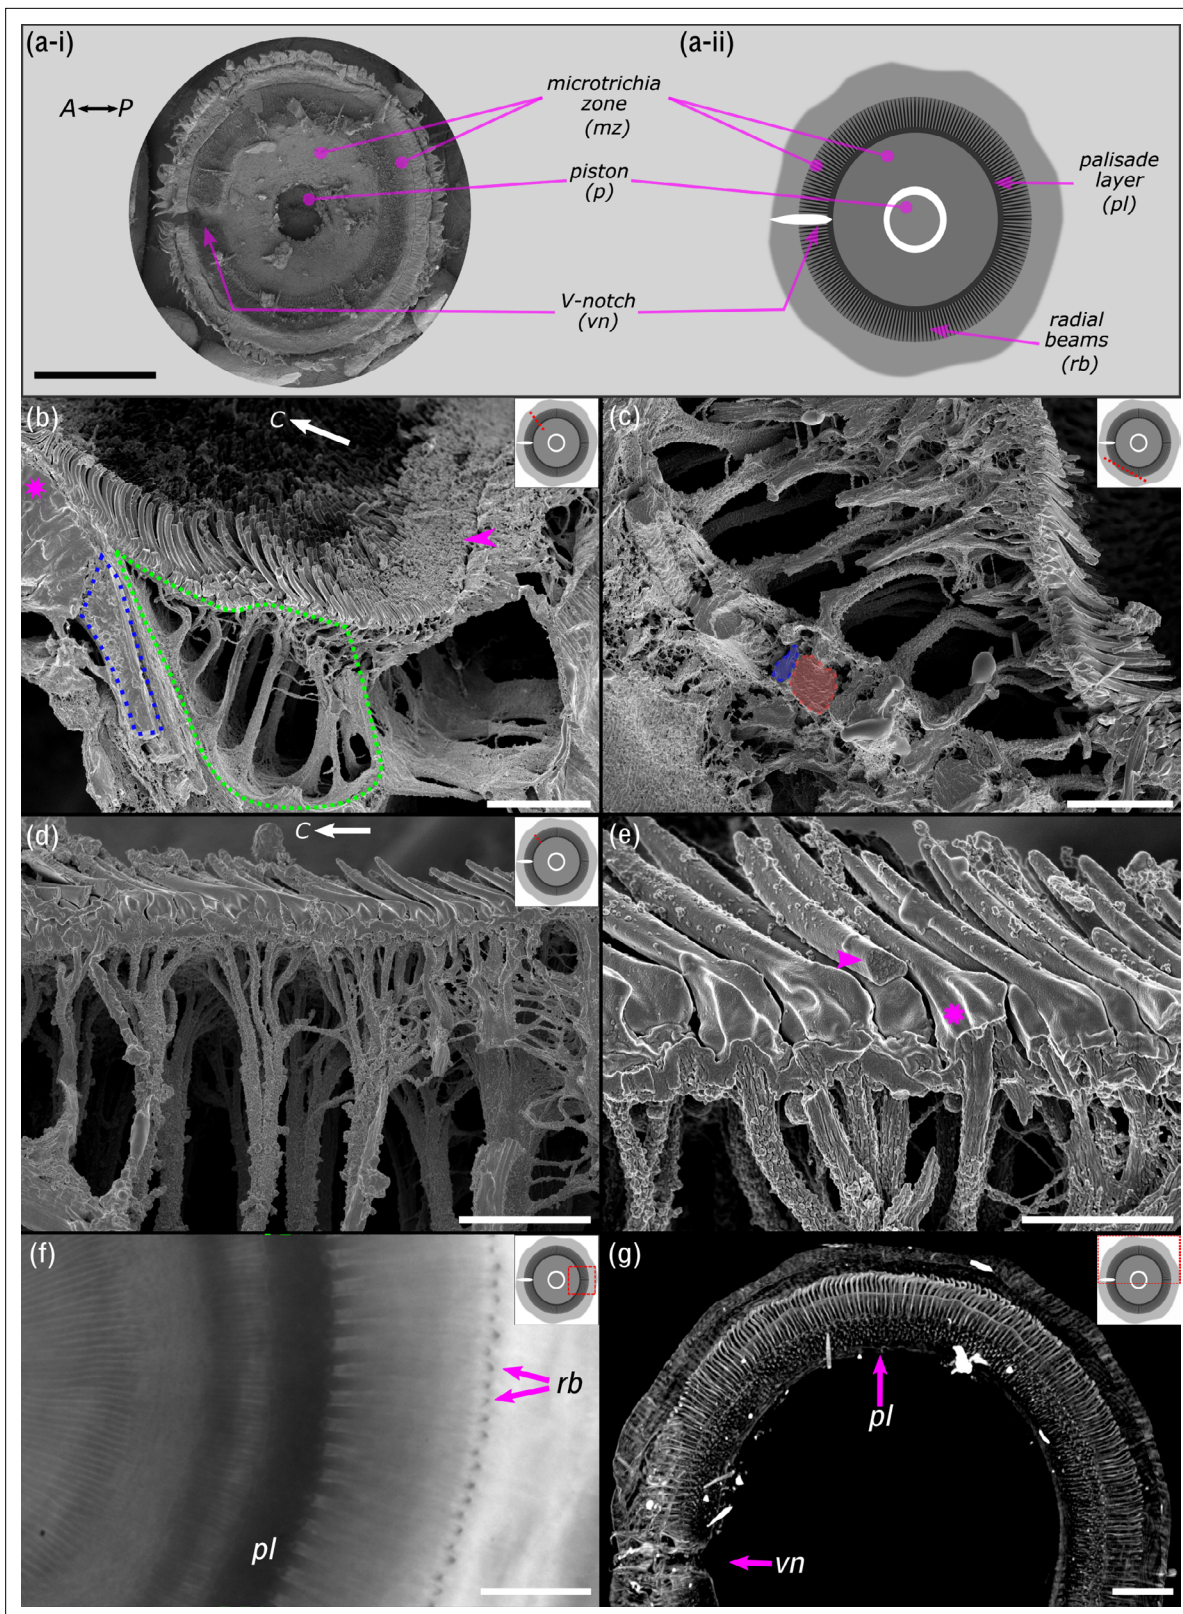 (a-i)
(a-ii)
A P
microtrichia
zone
(mz)
piston
(p)
V-notch
(vn)
palisade
layer
(pl)
radial
beams
(rb)
(b)
C
(c)
(d)
C
(e)
(f)
rb
pl
(g)
pl
vn